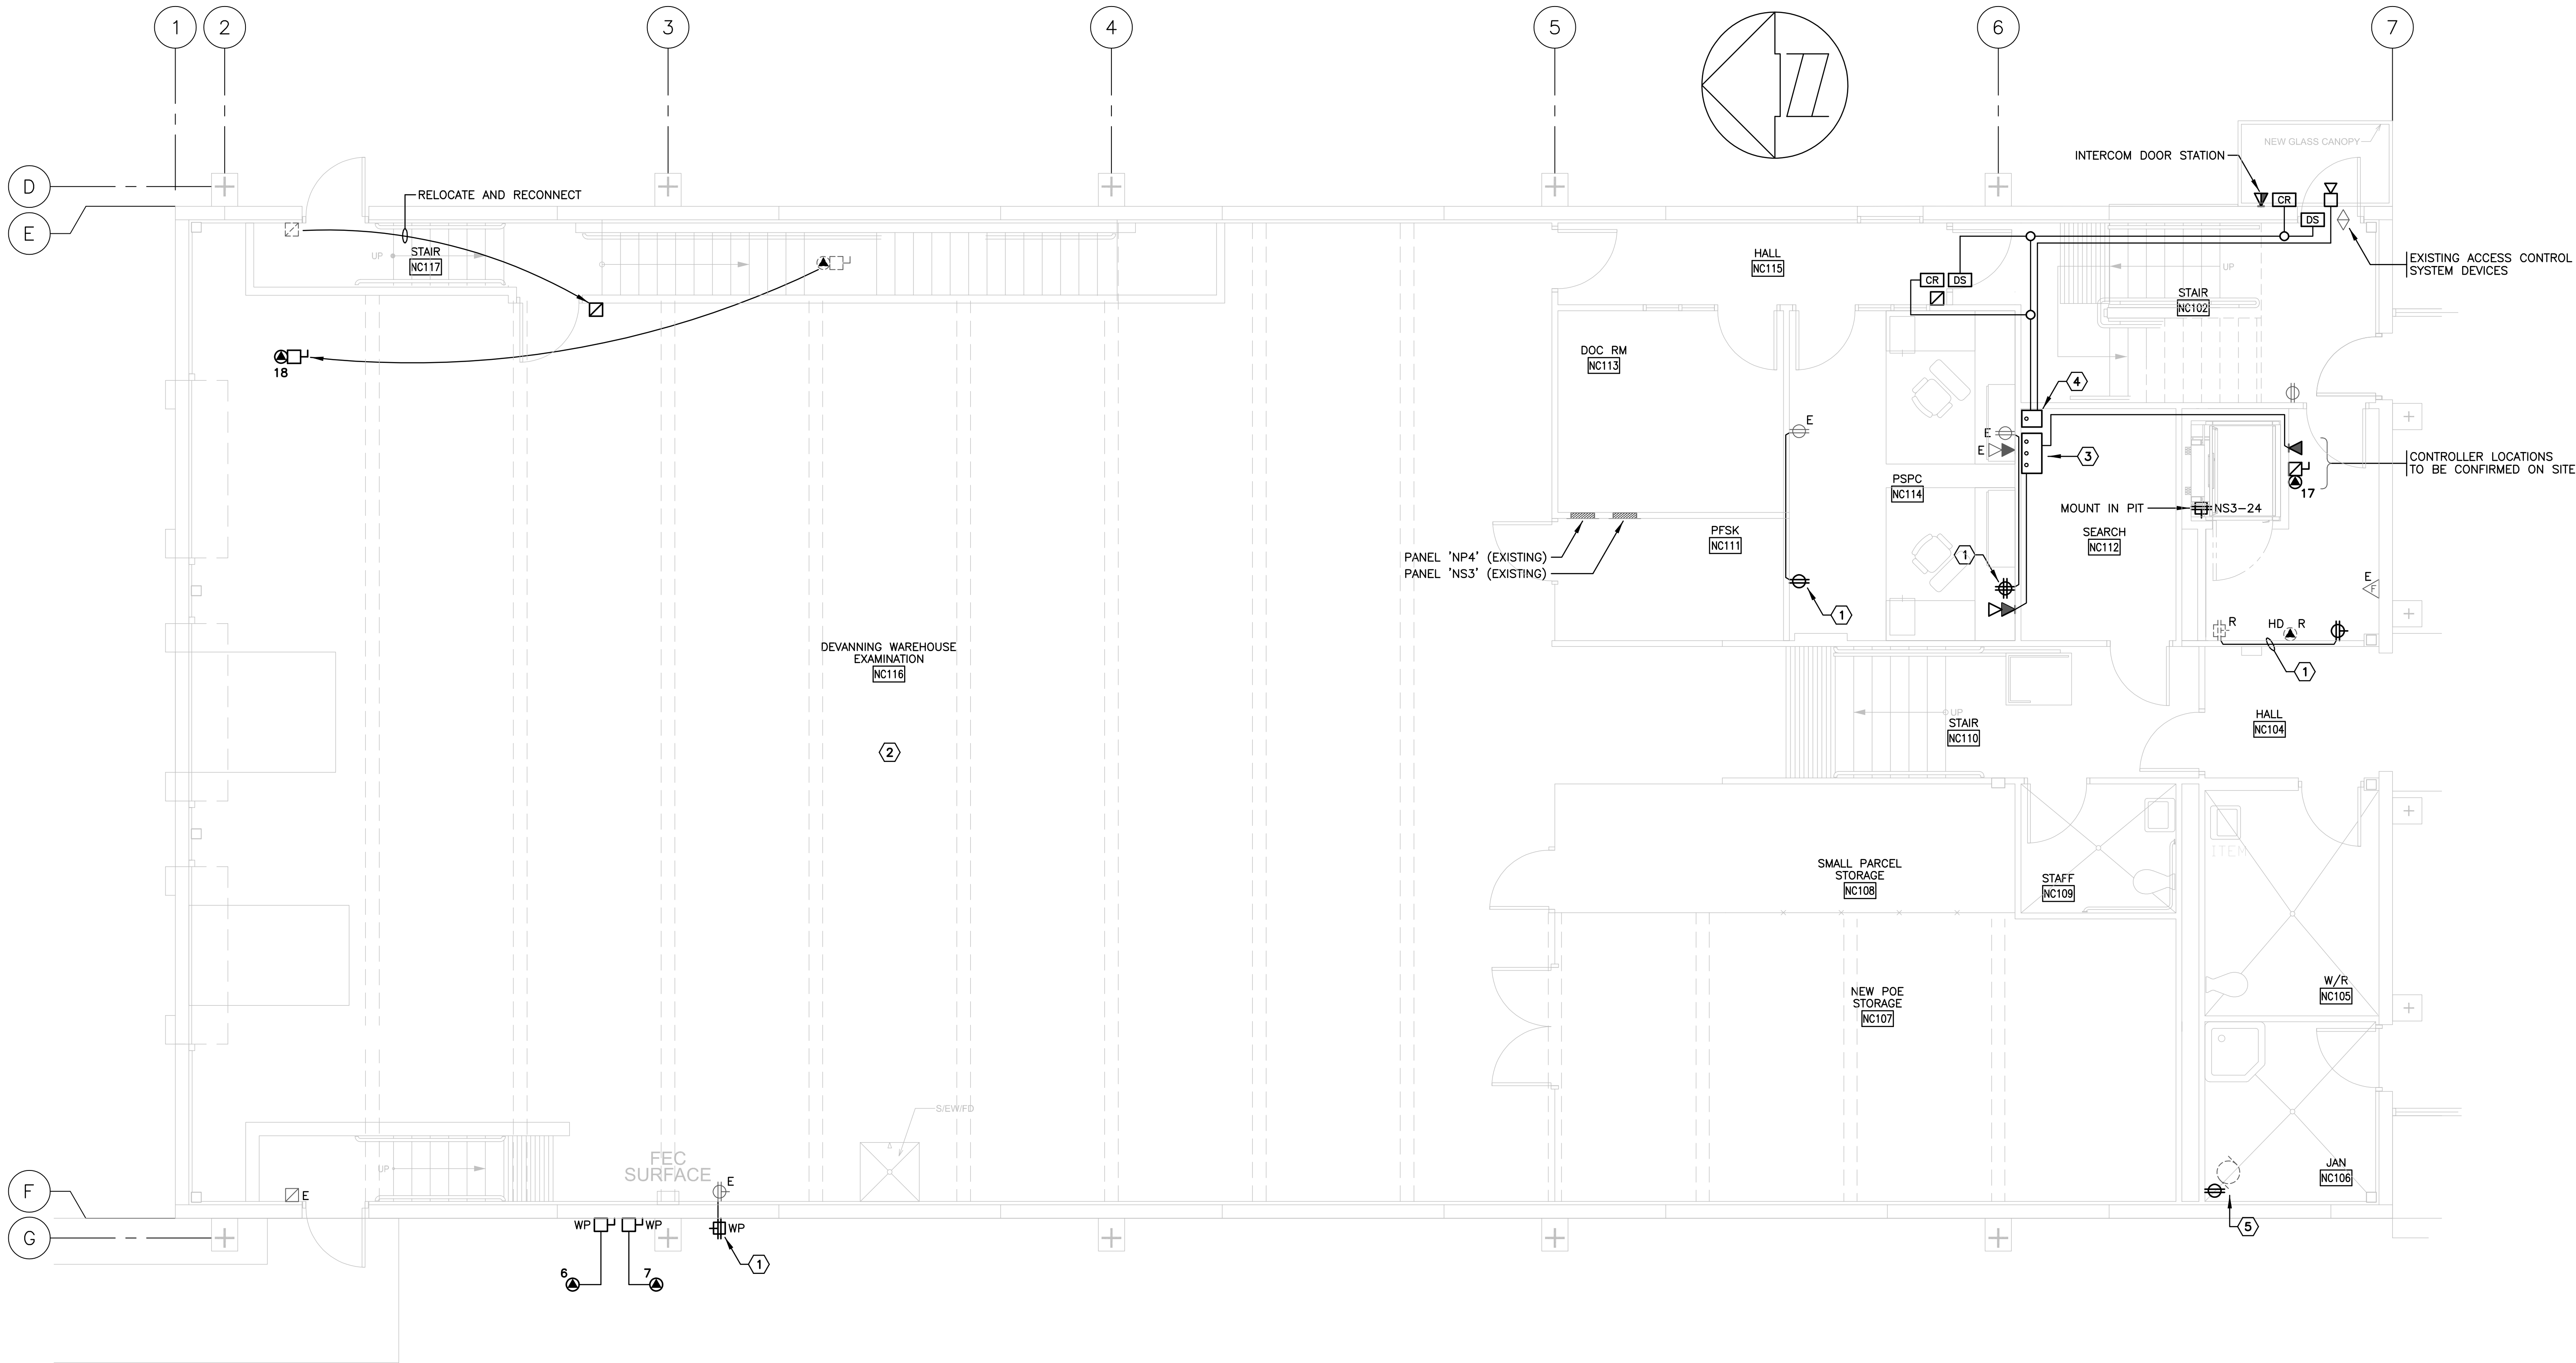 1
2
3
4
5
6
7
D
E
F
G
NEW GLASS CANOPY
INTERCOM DOOR STATION
CR
DS
EXISTING ACCESS CONTROL
SYSTEM DEVICES
RELOCATE AND RECONNECT
STAIR
NC117
UP
HALL
NC115
CR
DS
UP
STAIR
NC102
18
DOC RM
NC113
4
E
E
E
3
CONTROLLER LOCATIONS
TO BE CONFIRMED ON SITE
17
PSPC
NC114
MOUNT IN PIT
NS3-24
PFSK
NC111
SEARCH
NC112
PANEL 'NP4' (EXISTING)
PANEL 'NS3' (EXISTING)
1
1
E
F
R
HD
R
1
DEVANNING WAREHOUSE
EXAMINATION
NC116
2
UP
STAIR
NC110
HALL
NC104
SMALL PARCEL
STORAGE
NC108
STAFF
NC109
ITEM
W/R
NC105
NEW POE
STORAGE
NC107
S/EW/FD
UP
FEC
SURFACE
E
E
JAN
NC106
WP
WP
WP
1
5
6
7